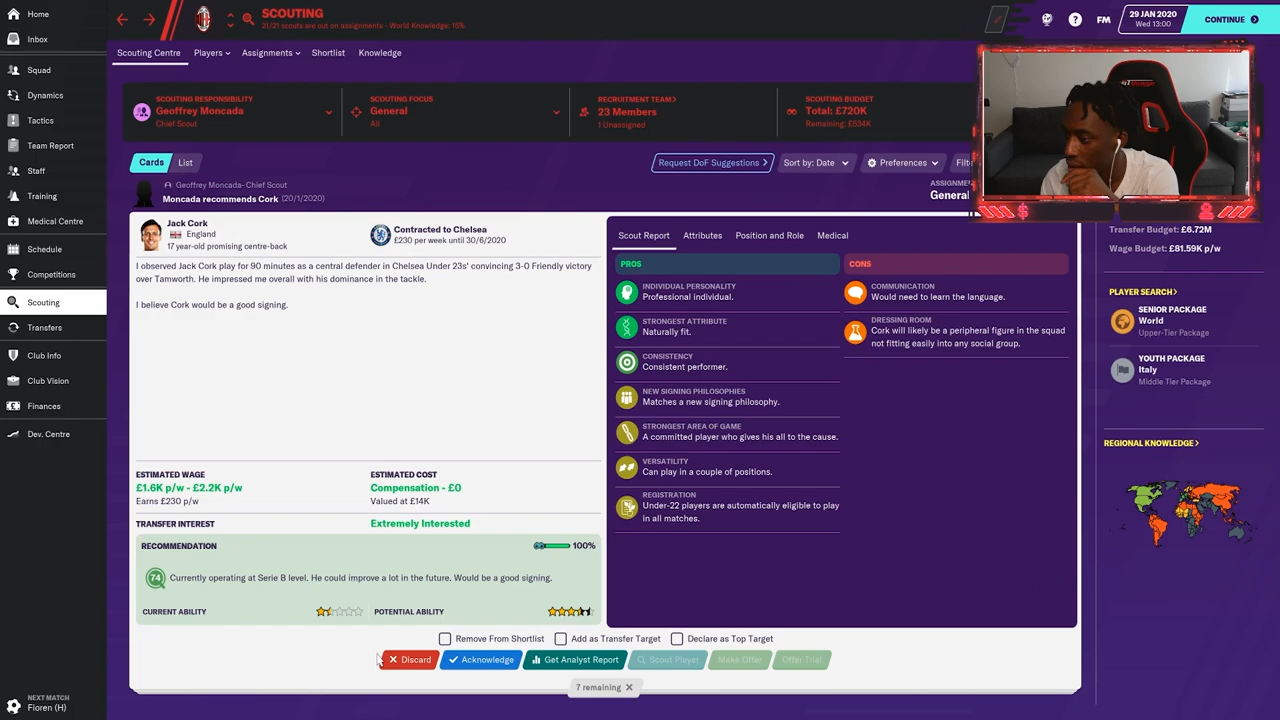 Home
Inbox
Squad
Dynamics
Tactics
Team Report
Staff
Training
Medical Centre
Schedule
Competitions
Scouting
Transfers
Club Info
Club Vision
Finances
Dev. Centre
NEXT MATCH
Floren (H)
SCOUTING
21/21 scouts are out on assignments - World Knowledge: 15%
FM
29 JAN 2020
Wed 13:00
CONTINUE
Scouting Centre
Players
Assignments
Shortlist
Knowledge
SCOUTING RESPONSIBILITY
Geoffrey Moncada
Chief Scout
SCOUTING FOCUS
General
All
RECRUITMENT TEAM >
23 Members
1 Unassigned
SCOUTING BUDGET
Total: £720K
Remaining: £534K
Cards
List
Request DoF Suggestions >
Sort by: Date
Preferences
Geoffrey Moncada- Chief Scout
Moncada recommends Cork (20/1/2020)
General
Jack Cork
England
17 year-old promising centre-back
Contracted to Chelsea
£230 per week until 30/6/2020
I observed Jack Cork play for 90 minutes as a central defender in Chelsea Under 23s' convincing 3-0 Friendly victory
over Tamworth. He impressed me overall with his dominance in the tackle.
I believe Cork would be a good signing.
ESTIMATED WAGE
£1.6K p/w - £2.2K p/w
Earns £230 p/w
ESTIMATED COST
Compensation - £0
Valued at £14K
TRANSFER INTEREST
Extremely Interested
RECOMMENDATION
100%
74
Currently operating at Serie B level. He could improve a lot in the future. Would be a good signing.
CURRENT ABILITY
POTENTIAL ABILITY
Scout Report
Attributes
Position and Role
Medical
PROS
INDIVIDUAL PERSONALITY
Professional individual.
STRONGEST ATTRIBUTE
Naturally fit.
CONSISTENCY
Consistent performer.
NEW SIGNING PHILOSOPHIES
Matches a new signing philosophy.
STRONGEST AREA OF GAME
A committed player who gives his all to the cause.
VERSATILITY
Can play in a couple of positions.
REGISTRATION
Under-22 players are automatically eligible to play
in all matches.
CONS
COMMUNICATION
Would need to learn the language.
DRESSING ROOM
Cork will likely be a peripheral figure in the squad
not fitting easily into any social group.
Remove From Shortlist
Add as Transfer Target
Declare as Top Target
Discard
Acknowledge
Get Analyst Report
Scout Player
Make Offer
Offer Trial
7 remaining
Transfer Budget: £6.72M
Wage Budget: £81.59K p/w
PLAYER SEARCH >
SENIOR PACKAGE
World
Upper-Tier Package
YOUTH PACKAGE
Italy
Middle Tier Package
REGIONAL KNOWLEDGE >